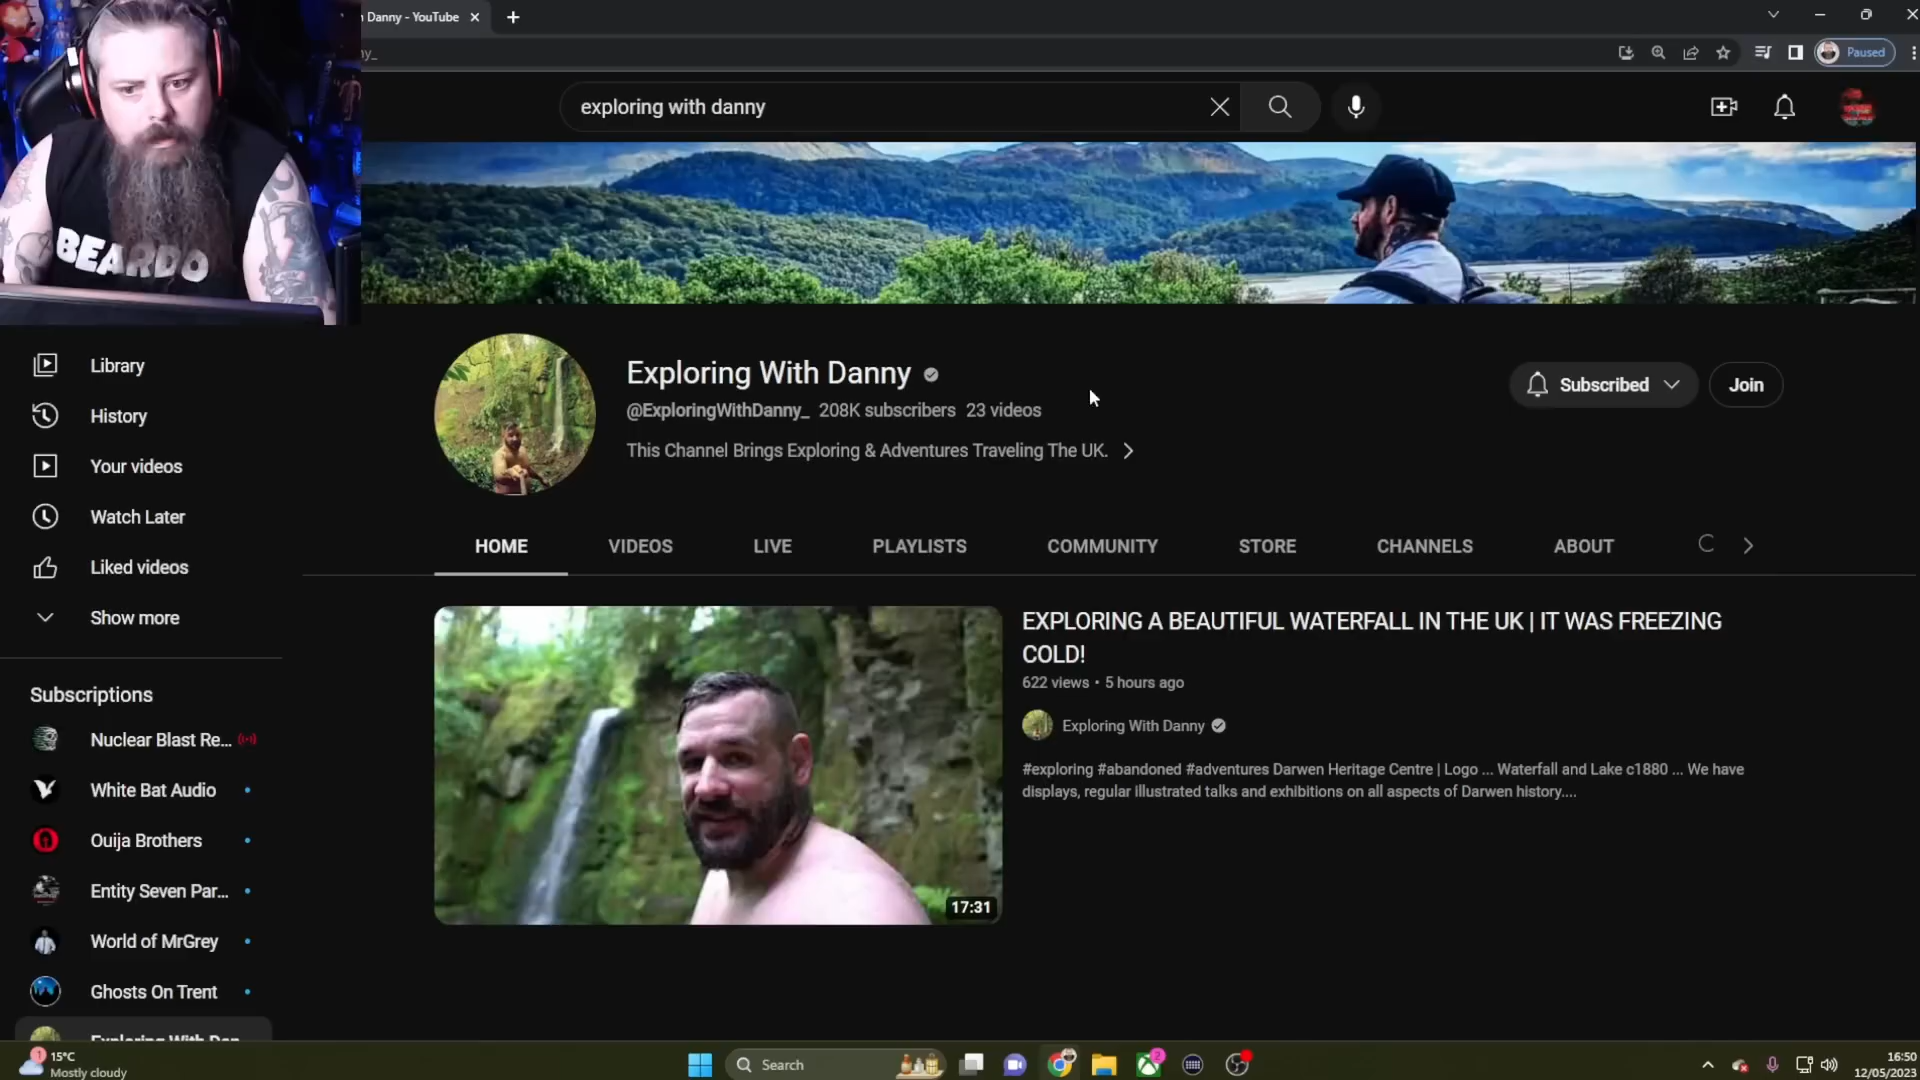 Danny - YouTube
Paused
exploring with danny
BEARDO
Library
History
Your videos
Watch Later
Liked videos
Show more
Subscriptions
Nuclear Blast Re...
White Bat Audio
Ouija Brothers
Entity Seven Par...
World of MrGrey
Ghosts On Trent
Exploring With Dan
Exploring With Danny
@ExploringWithDanny_ 208K subscribers 23 videos
This Channel Brings Exploring & Adventures Traveling The UK.
Subscribed
Join
HOME VIDEOS LIVE PLAYLISTS COMMUNITY STORE CHANNELS ABOUT
17:31
EXPLORING A BEAUTIFUL WATERFALL IN THE UK | IT WAS FREEZING
COLD!
622 views • 5 hours ago
Exploring With Danny
#exploring #abandoned #adventures Darwen Heritage Centre | Logo ... Waterfall and Lake c1880 ... We have
displays, regular illustrated talks and exhibitions on all aspects of Darwen history....
1
15°C
Mostly cloudy
Search
2
16:50
12/05/2023